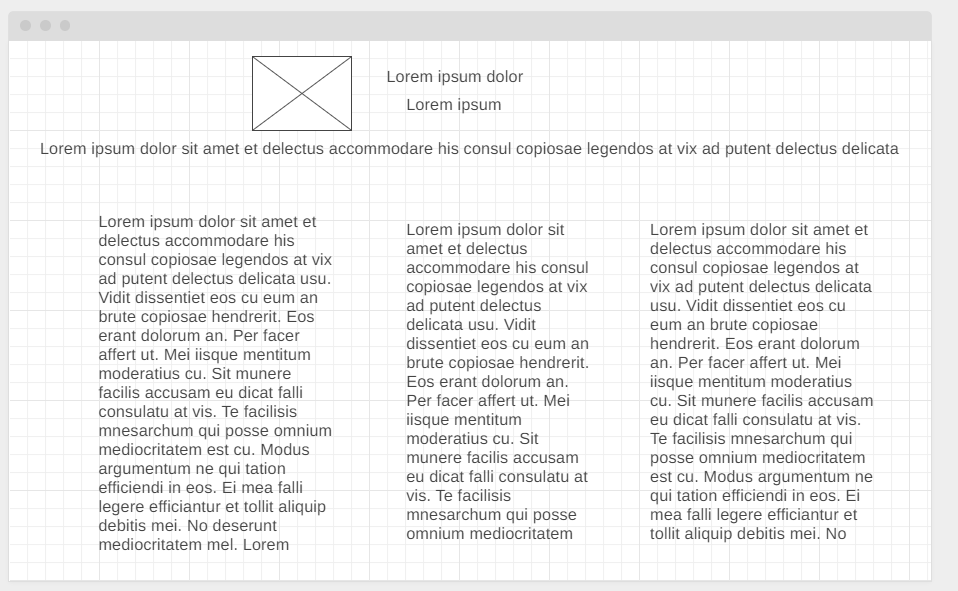 Lorem ipsum dolor
Lorem ipsum
Lorem ipsum dolor sit amet et delectus accommodare his consul copiosae legendos at vix ad putent delectus delicata
Lorem ipsum dolor sit amet et
delectus accommodare his
consul copiosae legendos at vix
ad putent delectus delicata usu.
Vidit dissentiet eos cu eum an
brute copiosae hendrerit. Eos
erant dolorum an. Per facer
affert ut. Mei iisque mentitum
moderatius cu. Sit munere
facilis accusam eu dicat falli
consulatu at vis. Te facilisis
mnesarchum qui posse omnium
mediocritatem est cu. Modus
argumentum ne qui tation
efficiendi in eos. Ei mea falli
legere efficiantur et tollit aliquip
debitis mei. No deserunt
mediocritatem mel. Lorem
Lorem ipsum dolor sit
amet et delectus
accommodare his consul
copiosae legendos at vix
ad putent delectus
delicata usu. Vidit
dissentiet eos cu eum an
brute copiosae hendrerit.
Eos erant dolorum an.
Per facer affert ut. Mei
iisque mentitum
moderatius cu. Sit
munere facilis accusam
eu dicat falli consulatu at
vis. Te facilisis
mnesarchum qui posse
omnium mediocritatem
Lorem ipsum dolor sit amet et
delectus accommodare his
consul copiosae legendos at
vix ad putent delectus delicata
usu. Vidit dissentiet eos cu
eum an brute copiosae
hendrerit. Eos erant dolorum
an. Per facer affert ut. Mei
iisque mentitum moderatius
cu. Sit munere facilis accusam
eu dicat falli consulatu at vis.
Te facilisis mnesarchum qui
posse omnium mediocritatem
est cu. Modus argumentum ne
qui tation efficiendi in eos. Ei
mea falli legere efficiantur et
tollit aliquip debitis mei. No